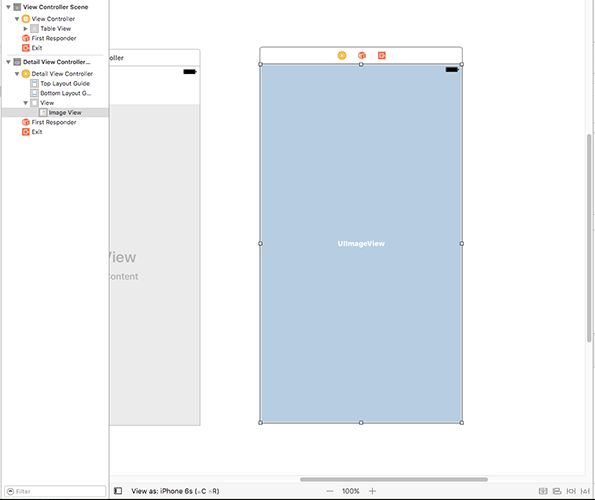 View Controller Scene
View Controller
Table View
First Responder
Exit
Detail View Controller...
Detail View Controller
Top Layout Guide
Bottom Layout G...
View
Image View
First Responder
Exit
oller
View
Content
UIImageView
Filter
View as: iPhone 6s (wC hR)
100%